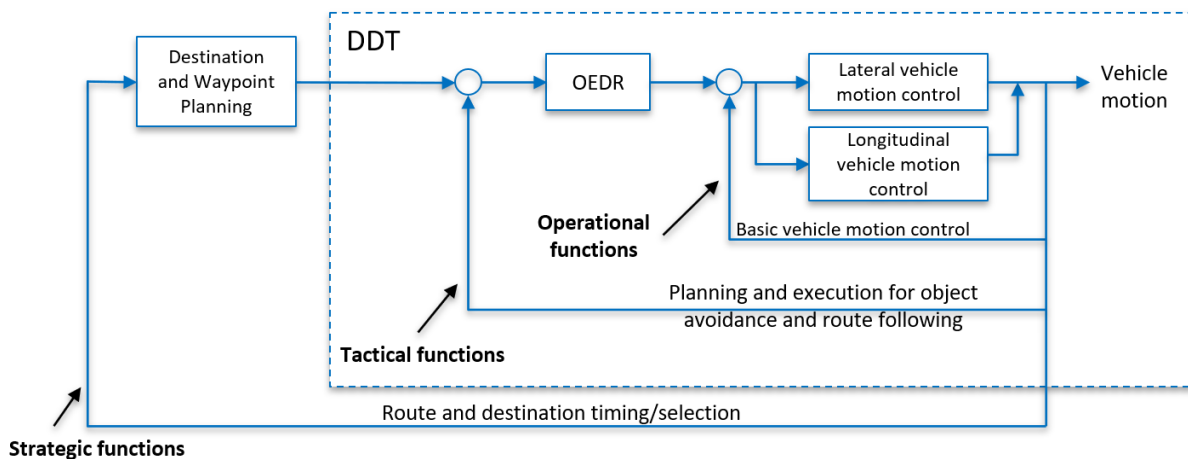 DDT
Destination
and Waypoint
Planning
OEDR
Lateral vehicle
motion control
Vehicle
motion
Longitudinal
vehicle motion
control
Operational
functions
Basic vehicle motion control
Planning and execution for object
avoidance and route following
Tactical functions
Route and destination timing/selection
Strategic functions